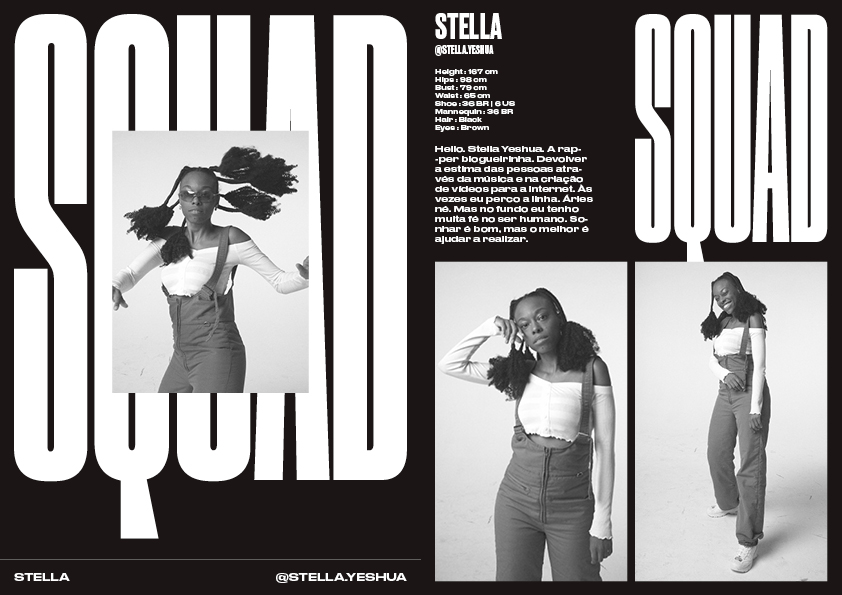 SQUAD
STELLA
@STELLA.YESHUA
STELLA
@STELLA.YESHUA
Height : 167 cm
Hips : 98 cm
Bust : 79 cm
Waist : 65 cm
Shoe : 36 BR | 6 US
Mannequin : 36 BR
Hair : Black
Eyes : Brown
Hello. Stella Yeshua. A rap-
-per blogueirinha. Devolver
a estima das pessoas atra-
vés da música e na criação
de vídeos para a internet. Às
vezes eu perco a linha. Áries
né. Mas no fundo eu tenho
muita fé no ser humano. So-
nhar é bom, mas o melhor é
ajudar a realizar.
SQUAD